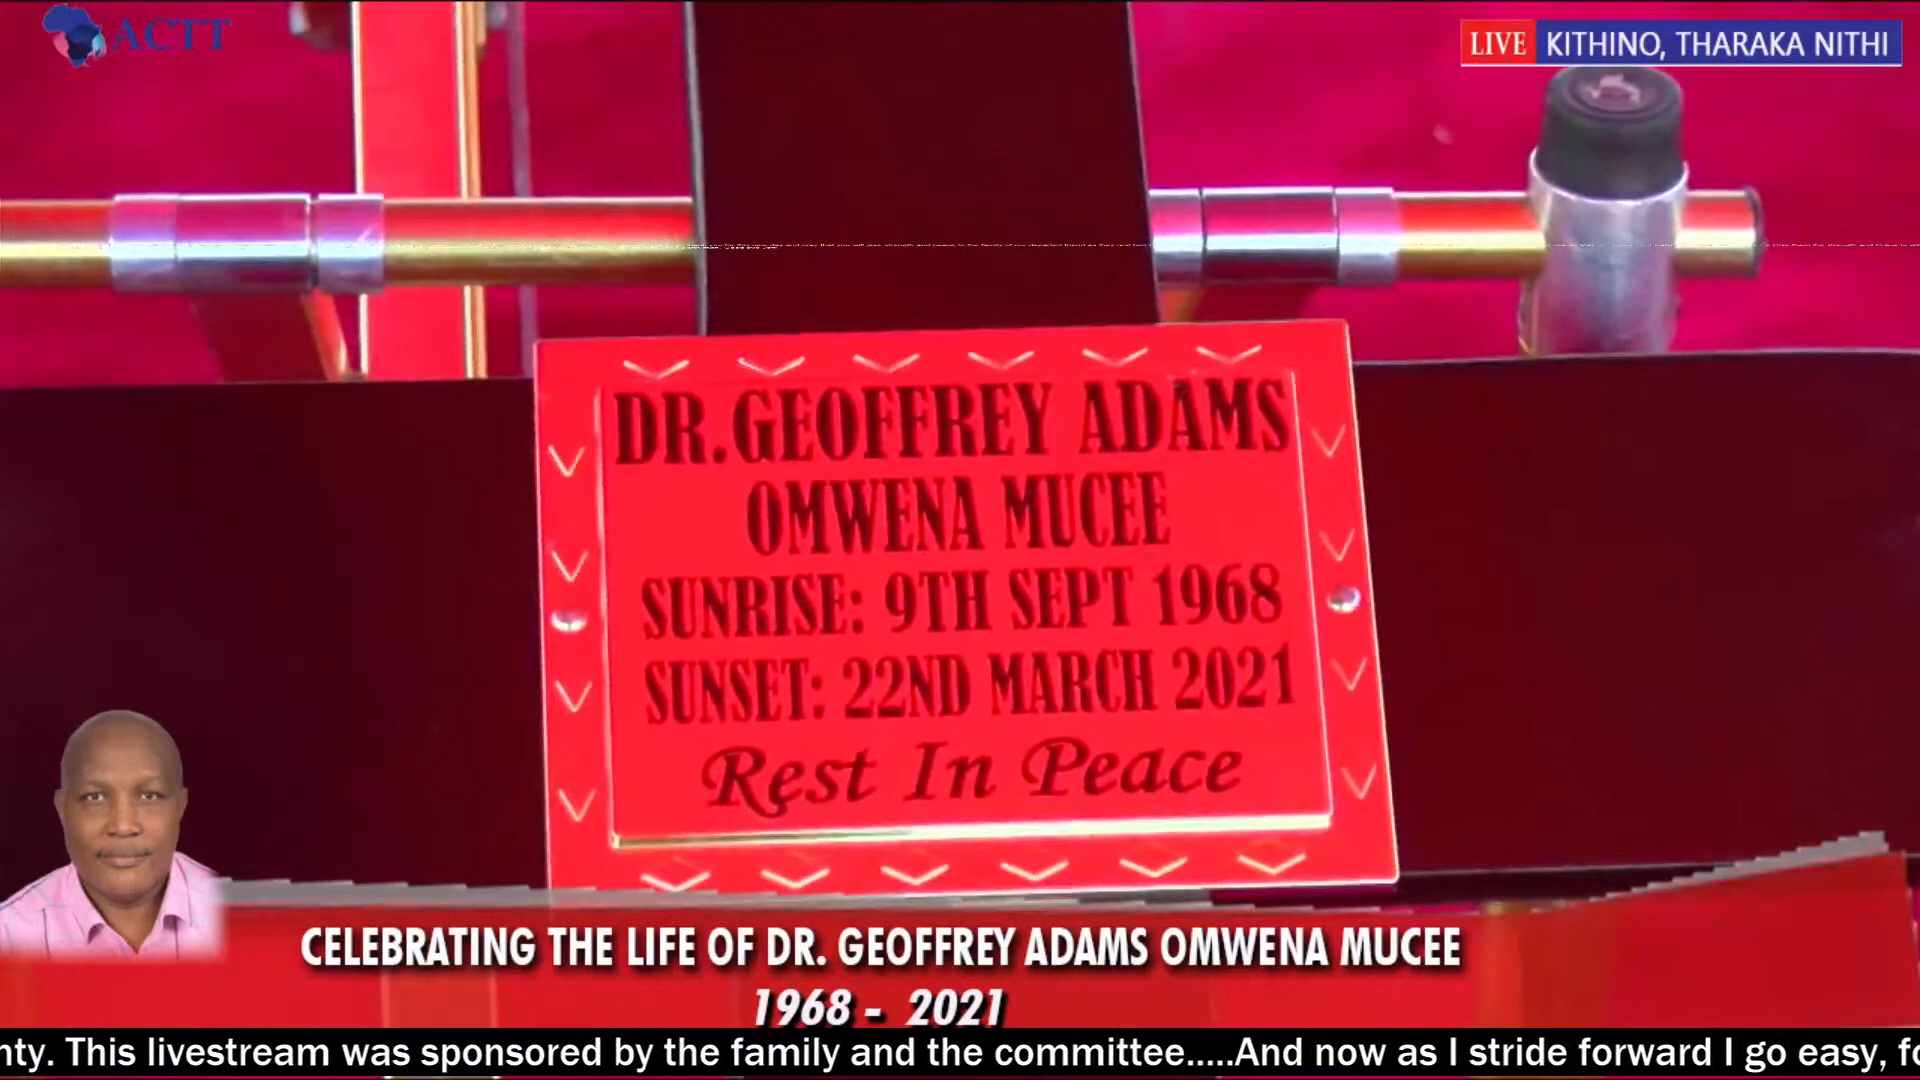 ACTT
LIVE KITHINO, THARAKA NITHI
DR. GEOFFREY ADAMS
OMWENA MUCEE
SUNRISE: 9TH SEPT 1968
SUNSET: 22ND MARCH 2021
Rest In Peace
CELEBRATING THE LIFE OF DR. GEOFFREY ADAMS OMWENA MUCEE
1968 - 2021
This livestream was sponsored by the family and the committee.....And now as I stride forward I go easy,